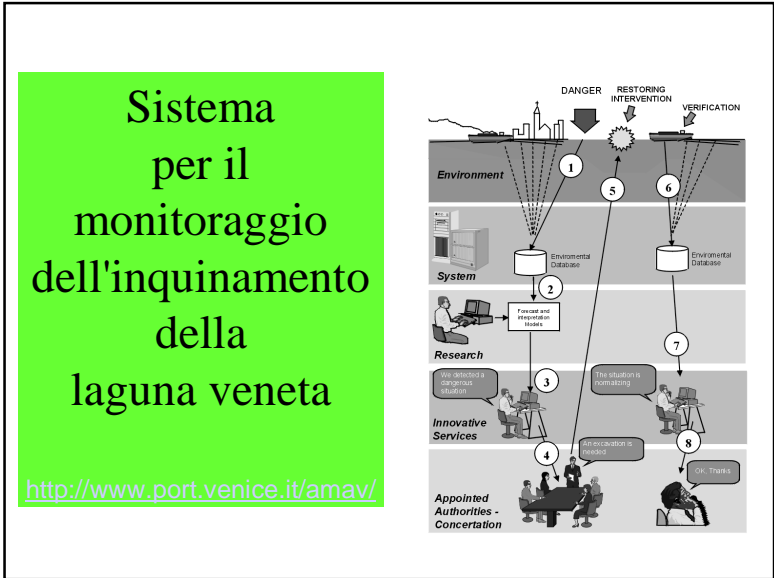 Sistema
per il
monitoraggio
dell'inquinamento
della
laguna veneta
http://www.port.venice.it/amav/
DANGER
RESTORING
INTERVENTION
VERIFICATION
1
Environment
5
6
System
Enviromental
Database
Enviromental
Database
2
Forecast and
interpretation
Models
Research
7
We detected a
dangerous
situation
3
The situation is
normalizing
Innovative
Services
4
An excavation is
needed
8
OK. Thanks
Appointed
Authorities -
Concertation